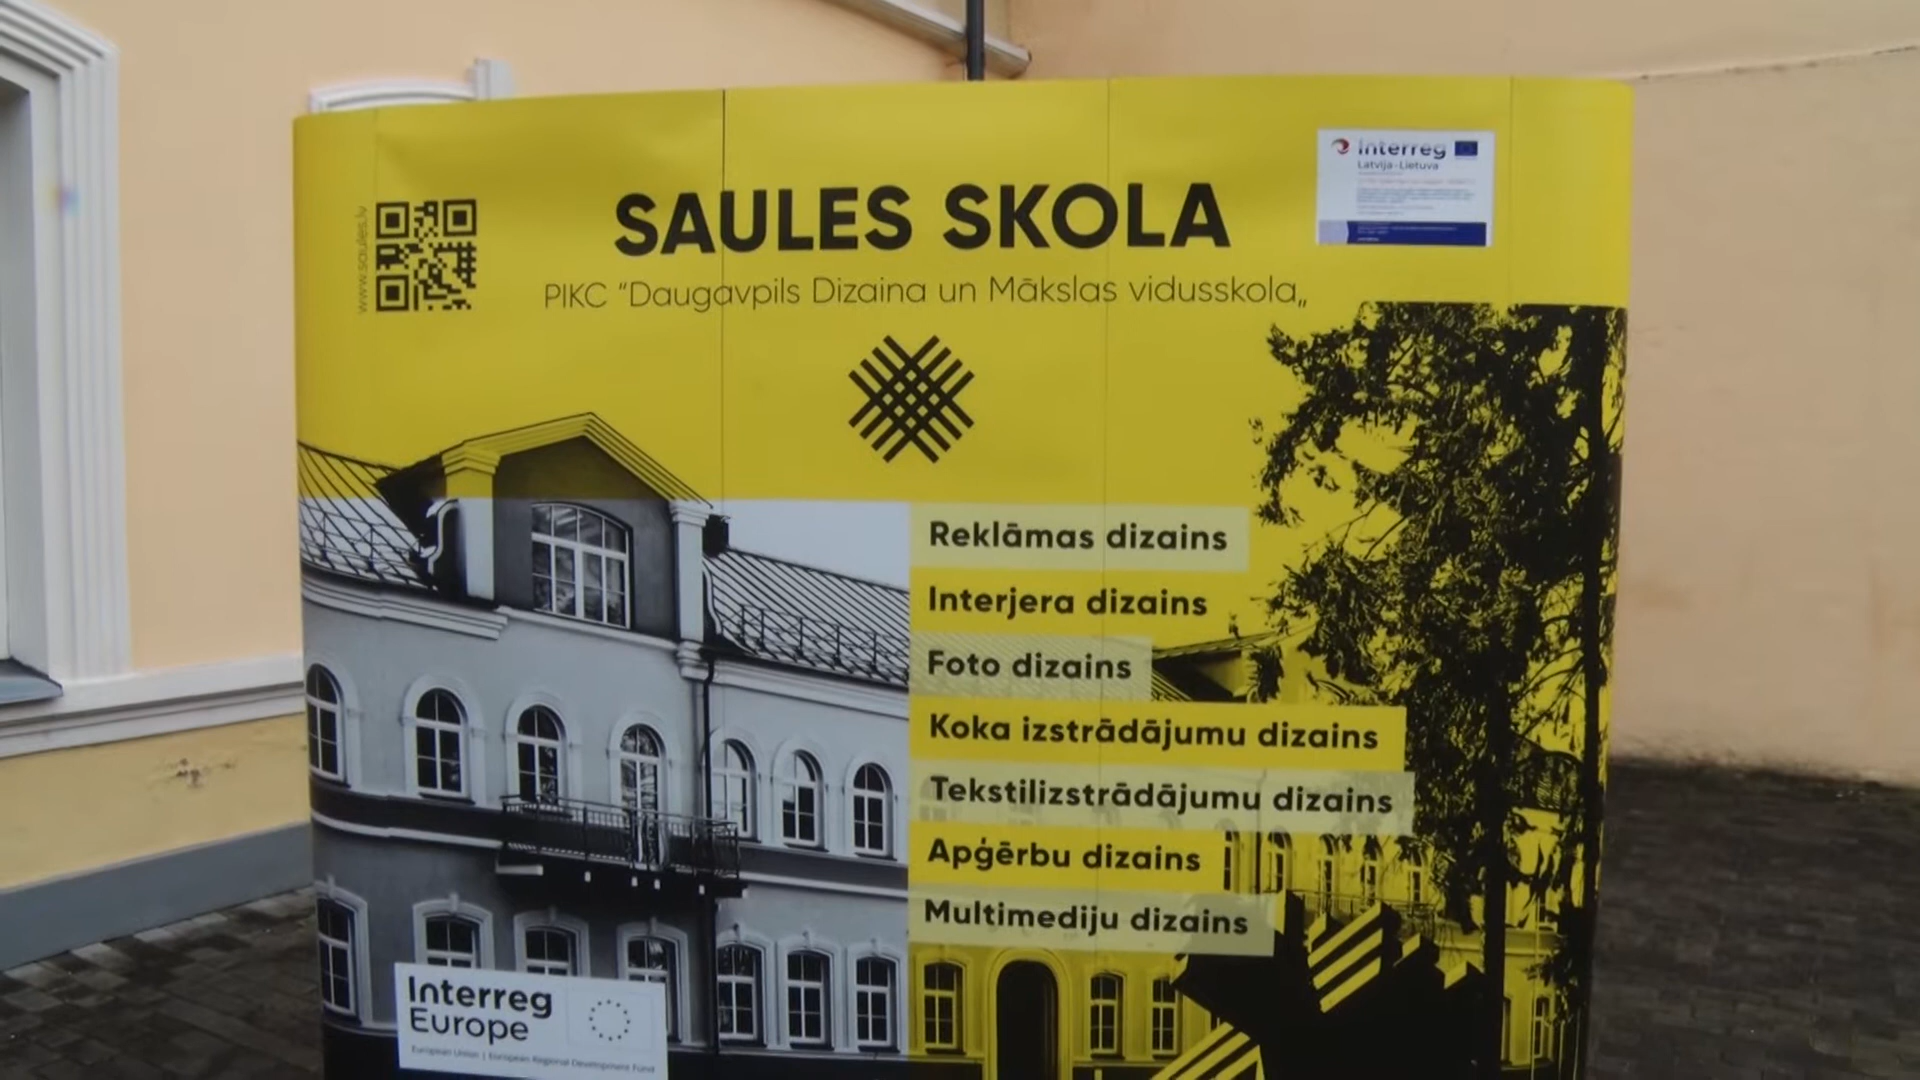 www.saules.lv
SAULES SKOLA
PIKC “Daugavpils Dizaina un Mākslas vidusskola„
Interreg
Latvija-Lietuva
Reklāmas dizains
Interjera dizains
Foto dizains
Koka izstrādājumu dizains
Tekstilizstrādājumu dizains
Apģērbu dizains
Multimediju dizains
Interreg
Europe
European Union | European Regional Development Fund